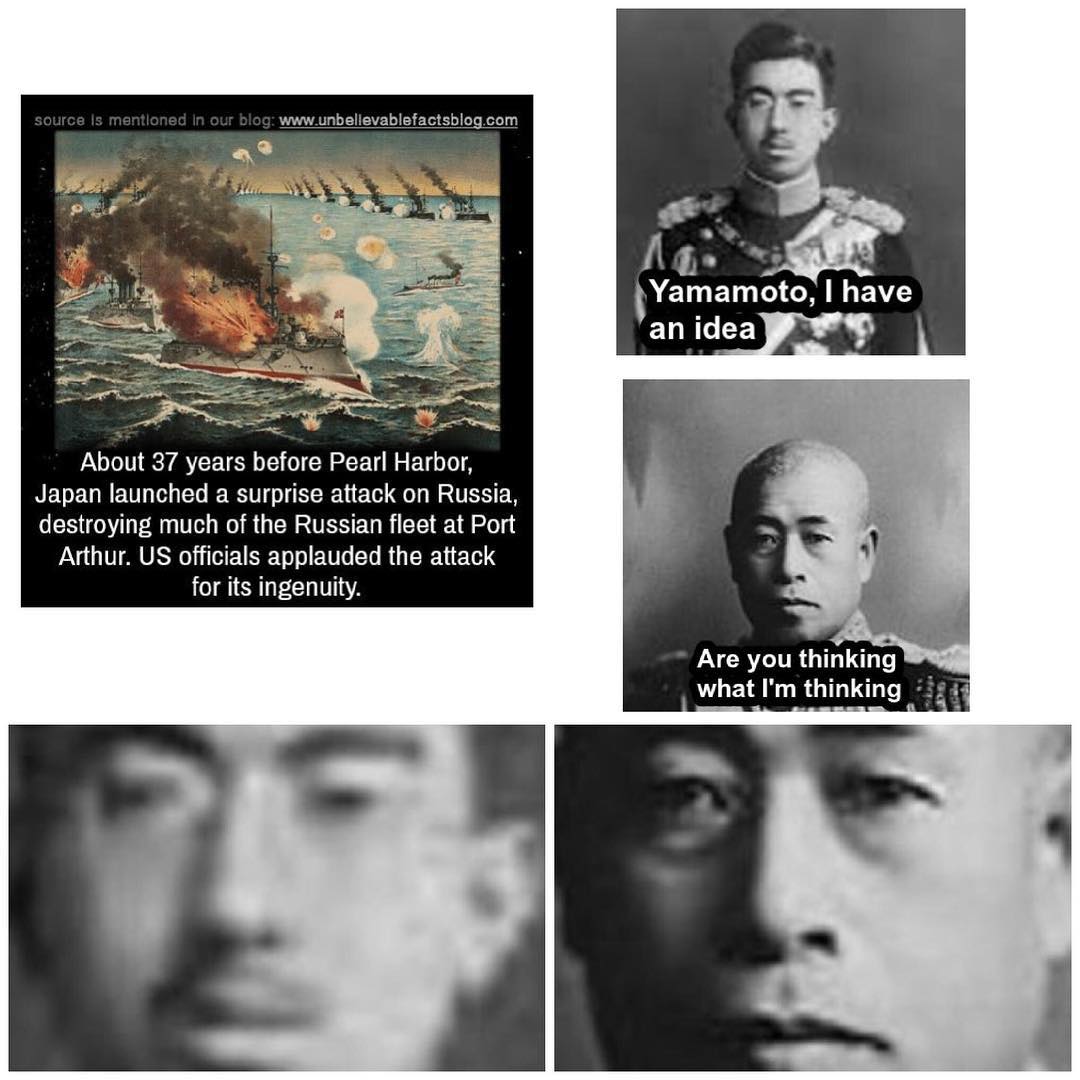 source is mentioned in our blog: www.unbelievablefactsblog.com
About 37 years before Pearl Harbor,
Japan launched a surprise attack on Russia,
destroying much of the Russian fleet at Port
Arthur. US officials applauded the attack
for its ingenuity.
Yamamoto, I have
an idea
Are you thinking
what I'm thinking